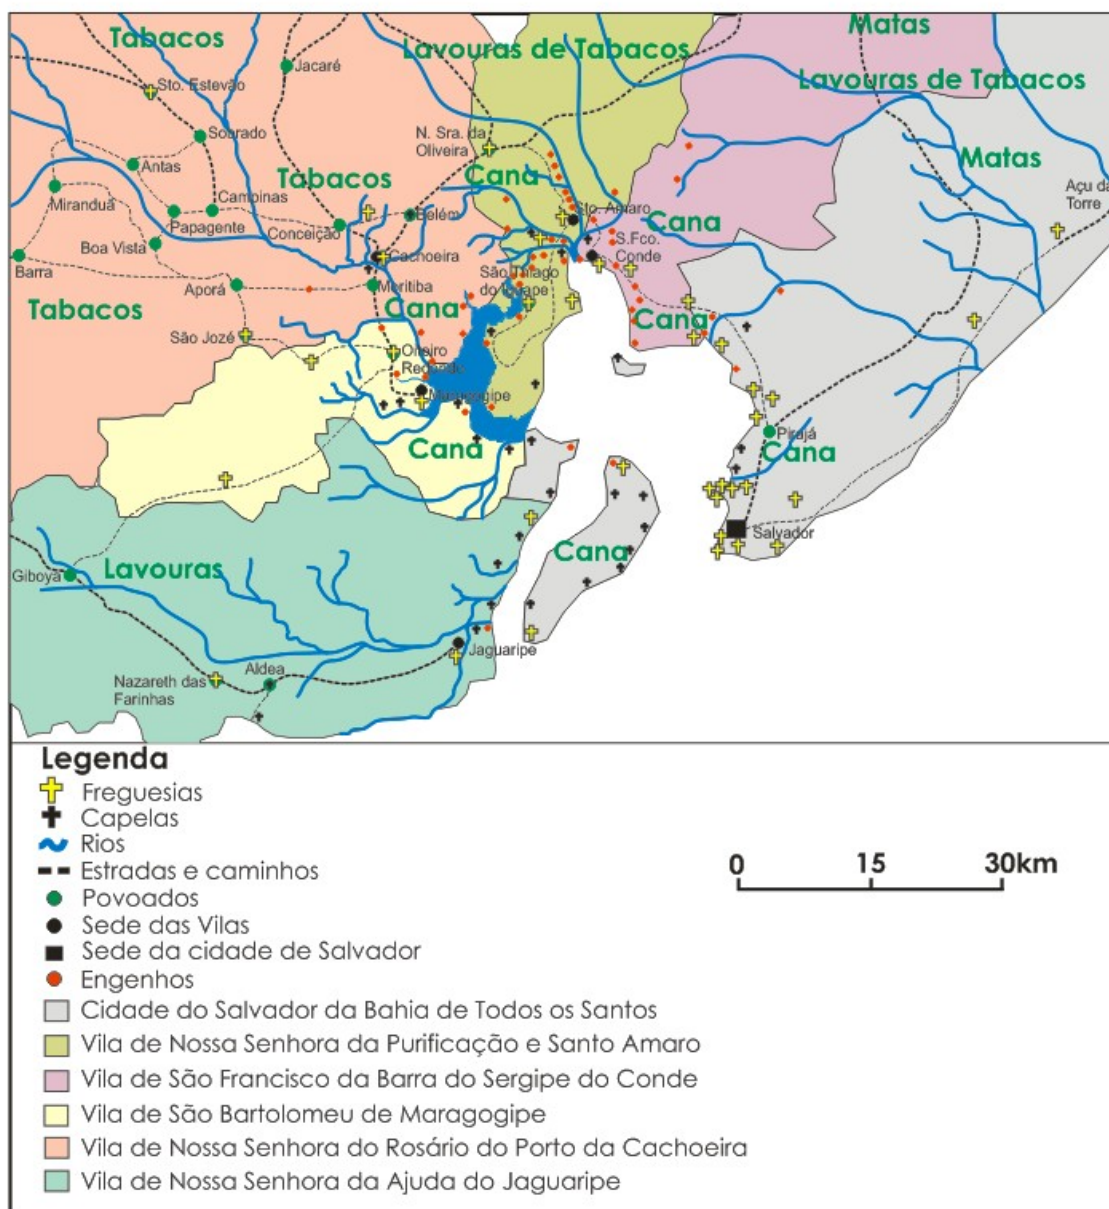 Tabacos
Lavouras de Tabacos
Matas
Jacaré
Lavouras de Tabacos
Sto. Estevão
Sobrado
N. Sra. da
Oliveira
Matas
Antas
Tabacos
Cana
Açu da
Torre
Mirandua
Campinas
Papagente
Belém
Sto. Amaro
Cana
Conceição
Boa Vista
S.Fco.
Conde
Barra
Cachoeira
São Thiago
do Iguape
Aporá
Moritiba
Tabacos
Cana
Cana
São Jozé
Oneiro
Redondo
Maragogipe
Cana
Pirajá
Cana
Salvador
Cana
Giboya
Lavouras
Jaguaripe
Aldea
Nazareth das
Farinhas
Legenda
Freguesias
Capelas
Rios
Estradas e caminhos
Povoados
Sede das Vilas
Sede da cidade de Salvador
Engenhos
0 15 30km
Cidade do Salvador da Bahia de Todos os Santos
Vila de Nossa Senhora da Purificação e Santo Amaro
Vila de São Francisco da Barra do Sergipe do Conde
Vila de São Bartolomeu de Maragogipe
Vila de Nossa Senhora do Rosário do Porto da Cachoeira
Vila de Nossa Senhora da Ajuda do Jaguaripe